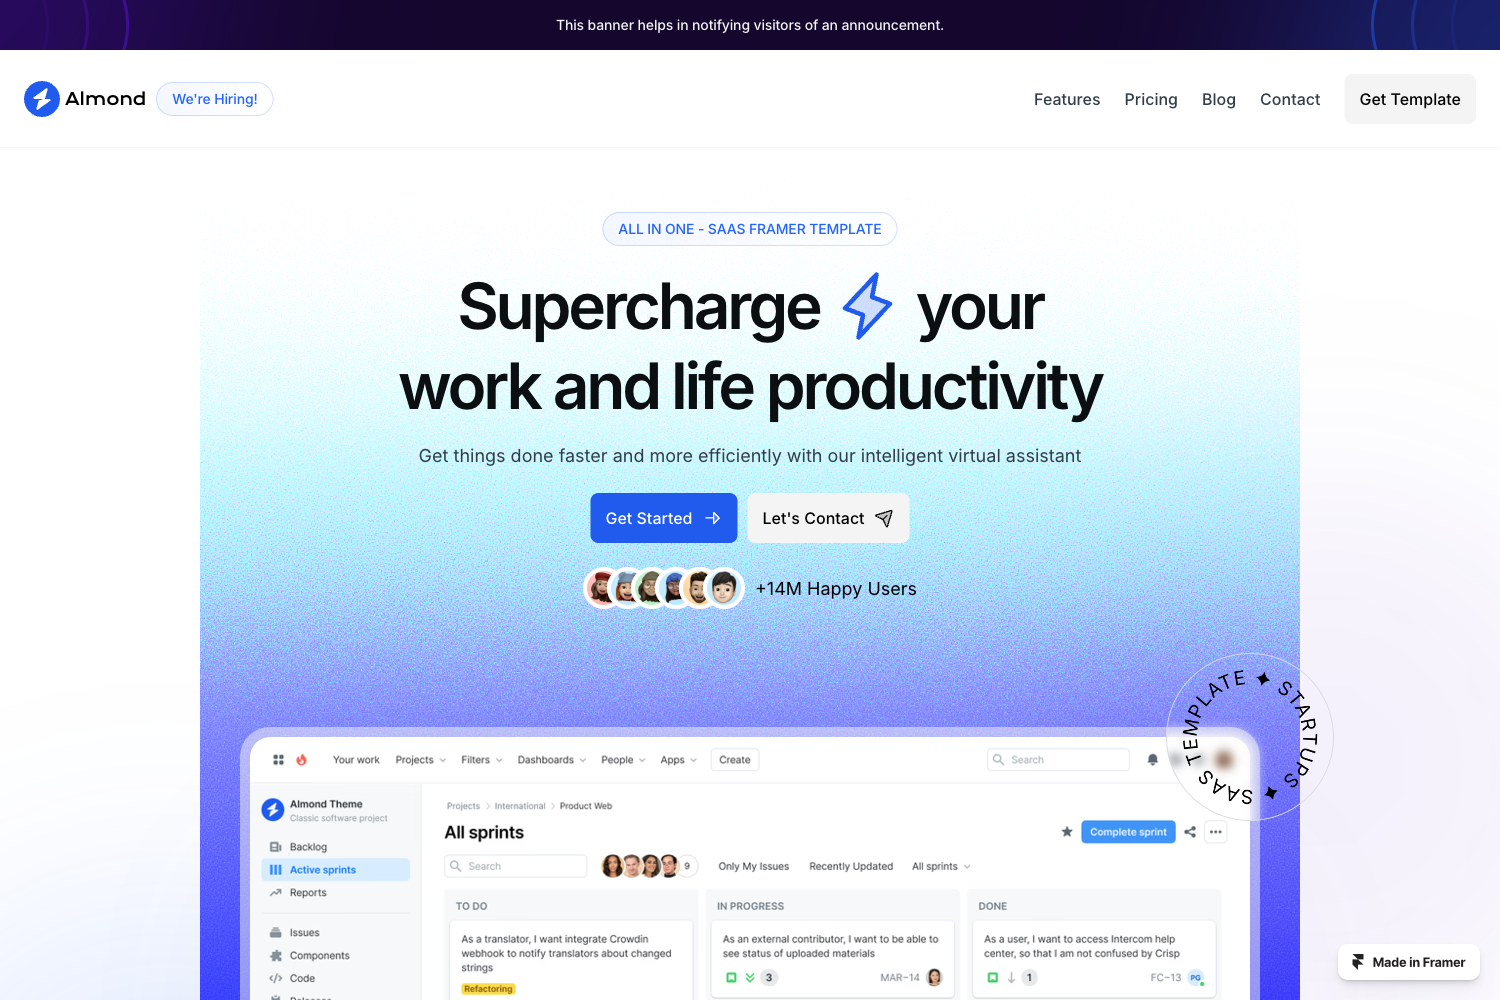 This banner helps in notifying visitors of an announcement.
Almond
We're Hiring!
Features
Pricing
Blog
Contact
Get Template
ALL IN ONE - SAAS FRAMER TEMPLATE
Supercharge your
work and life productivity
Get things done faster and more efficiently with our intelligent virtual assistant
Get Started
Let's Contact
+14M Happy Users
SAAS TEMPLATE ✦ STARTUPS ✦
Your work
Projects
Filters
Dashboards
People
Apps
Create
Search
Almond Theme
Classic software project
Backlog
Active sprints
Reports
Issues
Components
Code
Releases
Projects > International > Product Web
All sprints
Complete sprint
Search
9
Only My Issues
Recently Updated
All sprints
TO DO
As a translator, I want integrate Crowdin
webhook to notify translators about changed
strings
Refactoring
IN PROGRESS
As an external contributor, I want to be able to
see status of uploaded materials
3
MAR-14
DONE
As a user, I want to access Intercom help
center, so that I am not confused by Crisp
1
FC-13
PG
Made in Framer